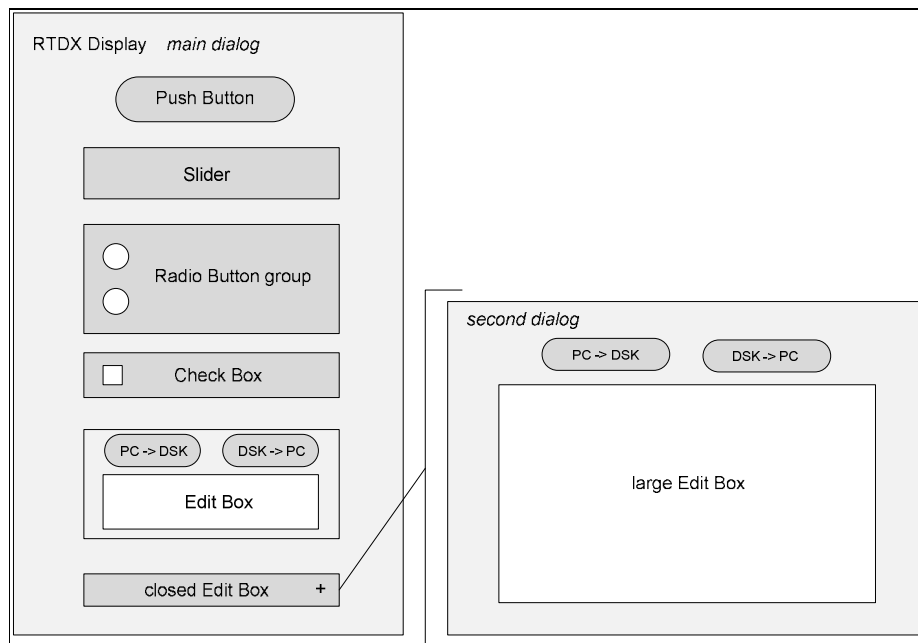 RTDX Display main dialog
Push Button
Slider
Radio Button group
Check Box
PC -> DSK DSK -> PC
Edit Box
closed Edit Box +
second dialog
PC -> DSK DSK -> PC
large Edit Box